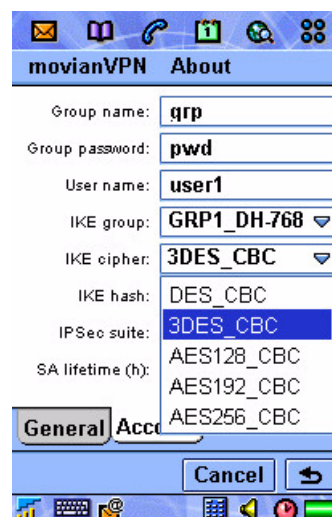 movianVPN About
Group name: grp
Group password: pwd
User name: user1
IKE group: GRP1_DH-768
IKE cipher: 3DES_CBC
IKE hash:
DES_CBC
IPSec suite:
3DES_CBC
AES128_CBC
SA lifetime (h):
AES192_CBC
AES256_CBC
General
Cancel